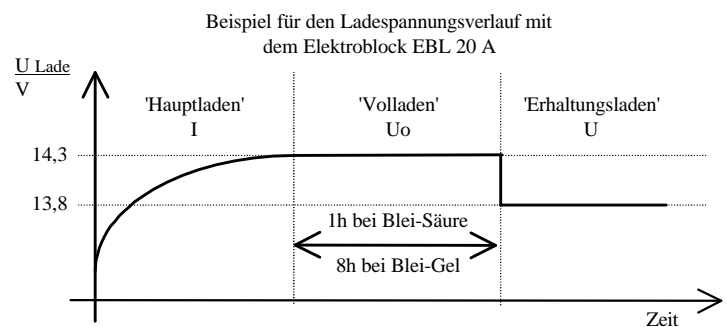 Beispiel für den Ladespannungsverlauf mit
dem Elektroblock EBL 20 A
U Lade
V
'Hauptladen'
I
'Volladen'
Uo
'Erhaltungsladen'
U
14,3
13,8
1h bei Blei-Säure
8h bei Blei-Gel
Zeit